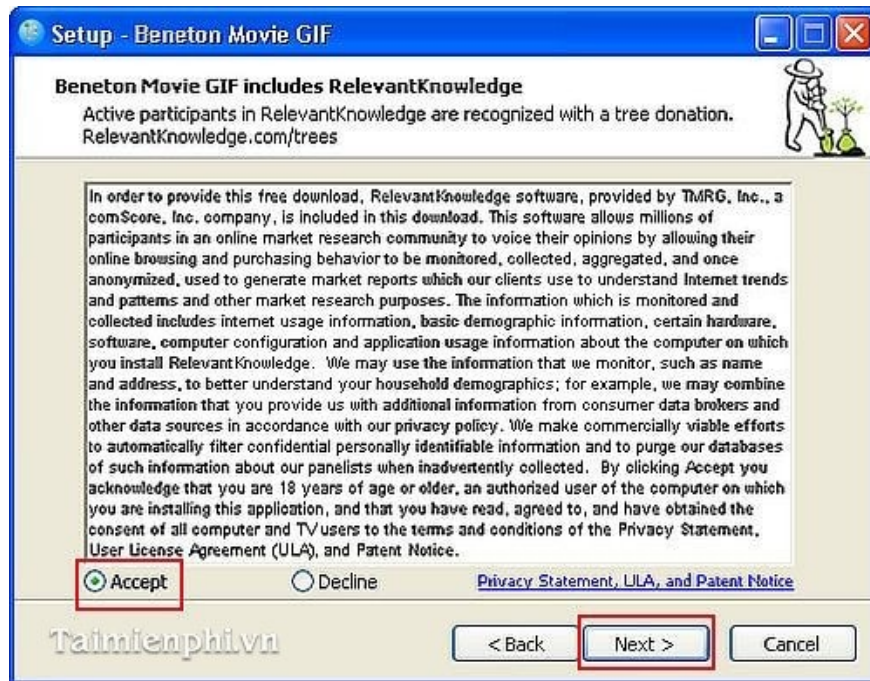 Setup - Beneton Movie GIF
Beneton Movie GIF includes RelevantKnowledge
Active participants in RelevantKnowledge are recognized with a tree donation.
RelevantKnowledge.com/trees
In order to provide this free download, RelevantKnowledge software, provided by TMRG, Inc., a
comScore, Inc. company, is included in this download. This software allows millions of
participants in an online market research community to voice their opinions by allowing their
online browsing and purchasing behavior to be monitored, collected, aggregated, and once
anonymized, used to generate market reports which our clients use to understand Internet trends
and patterns and other market research purposes. The information which is monitored and
collected includes internet usage information, basic demographic information, certain hardware,
software, computer configuration and application usage information about the computer on which
you install RelevantKnowledge. We may use the information that we monitor, such as name
and address, to better understand your household demographics; for example, we may combine
the information that you provide us with additional information from consumer data brokers and
other data sources in accordance with our privacy policy. We make commercially viable efforts
to automatically filter confidential personally identifiable information and to purge our databases
of such information about our panelists when inadvertently collected. By clicking Accept you
acknowledge that you are 18 years of age or older, an authorized user of the computer on which
you are installing this application, and that you have read, agreed to, and have obtained the
consent of all computer and TV users to the terms and conditions of the Privacy Statement,
User License Agreement (ULA), and Patent Notice.
Accept Decline Privacy Statement, ULA, and Patent Notice
Taimienphi.vn < Back Next > Cancel